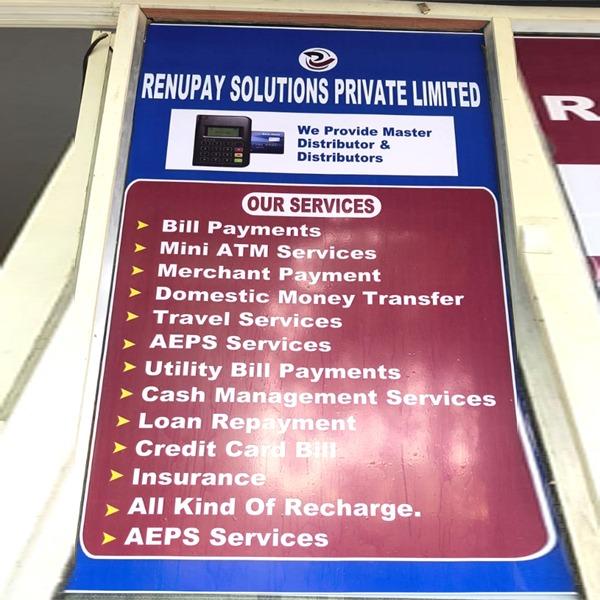 RENUPAY SOLUTIONS PRIVATE LIMITED
We Provide Master
Distributor &
Distributors
OUR SERVICES
Bill Payments
Mini ATM Services
Merchant Payment
Domestic Money Transfer
Travel Services
AEPS Services
Utility Bill Payments
Cash Management Services
Loan Repayment
Credit Card Bill
Insurance
All Kind Of Recharge.
AEPS Services
R